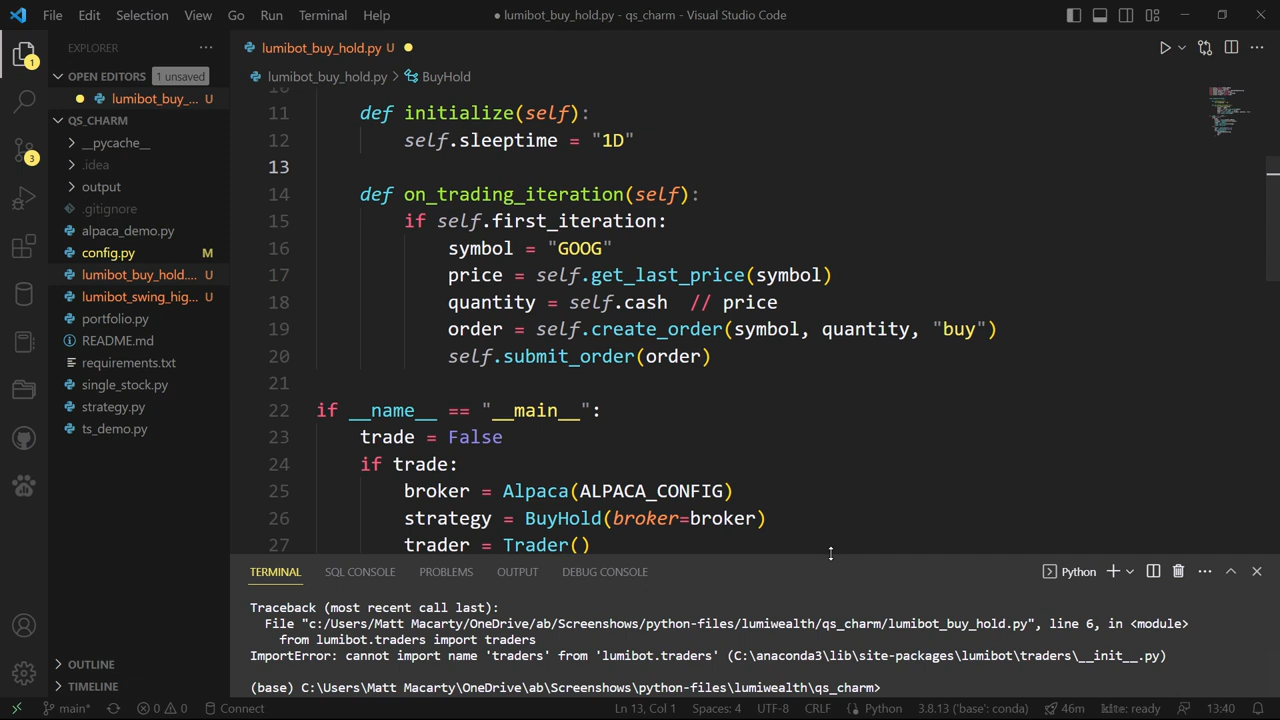 File Edit Selection View Go Run Terminal Help
● lumibot_buy_hold.py - qs_charm - Visual Studio Code
EXPLORER
OPEN EDITORS 1 unsaved
lumibot_buy_... U
QS_CHARM
__pycache__
.idea
output
.gitignore
alpaca_demo.py
config.py M
lumibot_buy_hold.... U
lumibot_swing_hig... U
portfolio.py
README.md
requirements.txt
single_stock.py
strategy.py
ts_demo.py
OUTLINE
TIMELINE
1
3
lumibot_buy_hold.py U
lumibot_buy_hold.py > BuyHold
10
11 def initialize(self):
12 self.sleeptime = "1D"
13
14 def on_trading_iteration(self):
15 if self.first_iteration:
16 symbol = "GOOG"
17 price = self.get_last_price(symbol)
18 quantity = self.cash // price
19 order = self.create_order(symbol, quantity, "buy")
20 self.submit_order(order)
21
22 if __name__ == "__main__":
23 trade = False
24 if trade:
25 broker = Alpaca(ALPACA_CONFIG)
26 strategy = BuyHold(broker=broker)
27 trader = Trader()
TERMINAL SQL CONSOLE PROBLEMS OUTPUT DEBUG CONSOLE
Python
Traceback (most recent call last):
File "c:/Users/Matt Macarty/OneDrive/ab/Screenshows/python-files/lumiwealth/qs_charm/lumibot_buy_hold.py", line 6, in <module>
from lumibot.traders import traders
ImportError: cannot import name 'traders' from 'lumibot.traders' (C:\anaconda3\lib\site-packages\lumibot\traders\__init__.py)
(base) C:\Users\Matt Macarty\OneDrive\ab\Screenshows\python-files\lumiwealth\qs_charm>
main* 0 0 Connect
Ln 13, Col 1 Spaces: 4 UTF-8 CRLF Python 3.8.13 ('base': conda) 46m kite: ready 13:40